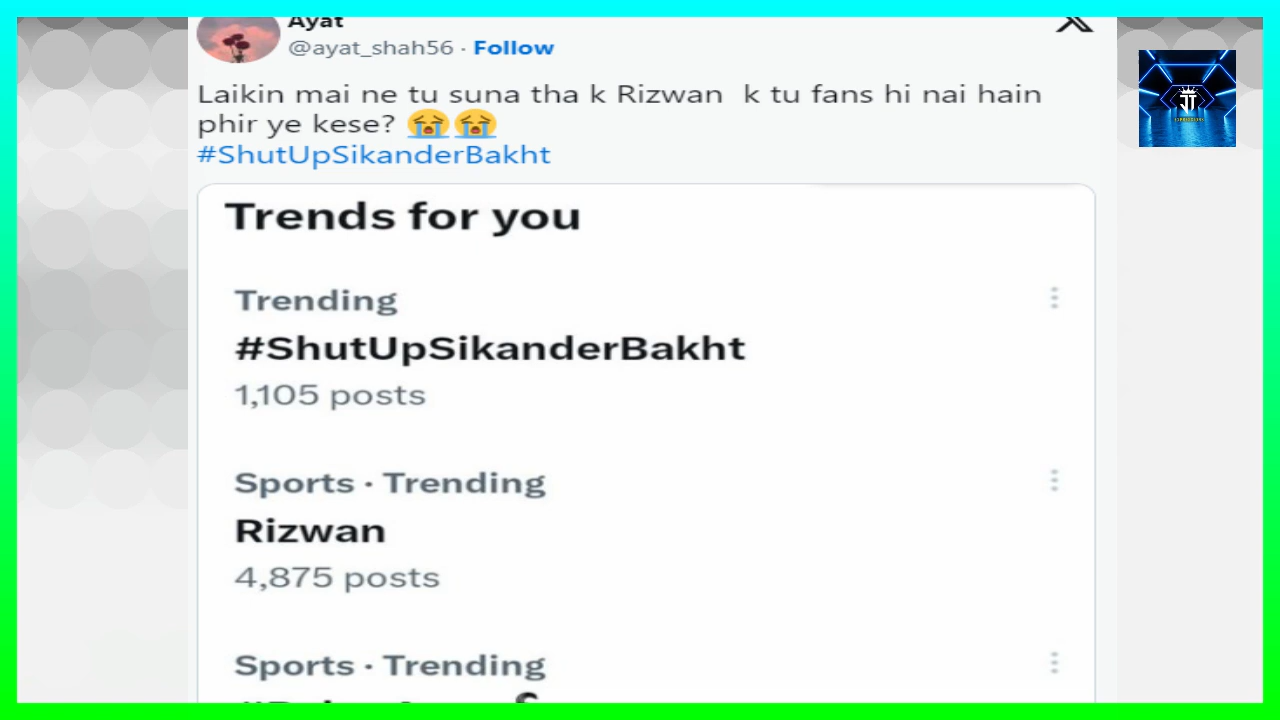 Ayat
@ayat_shah56 · Follow
Laikin mai ne tu suna tha k Rizwan k tu fans hi nai hain
phir ye kese? 😭😭
#ShutUpSikanderBakht
Trends for you
Trending
#ShutUpSikanderBakht
1,105 posts
Sports · Trending
Rizwan
4,875 posts
Sports · Trending